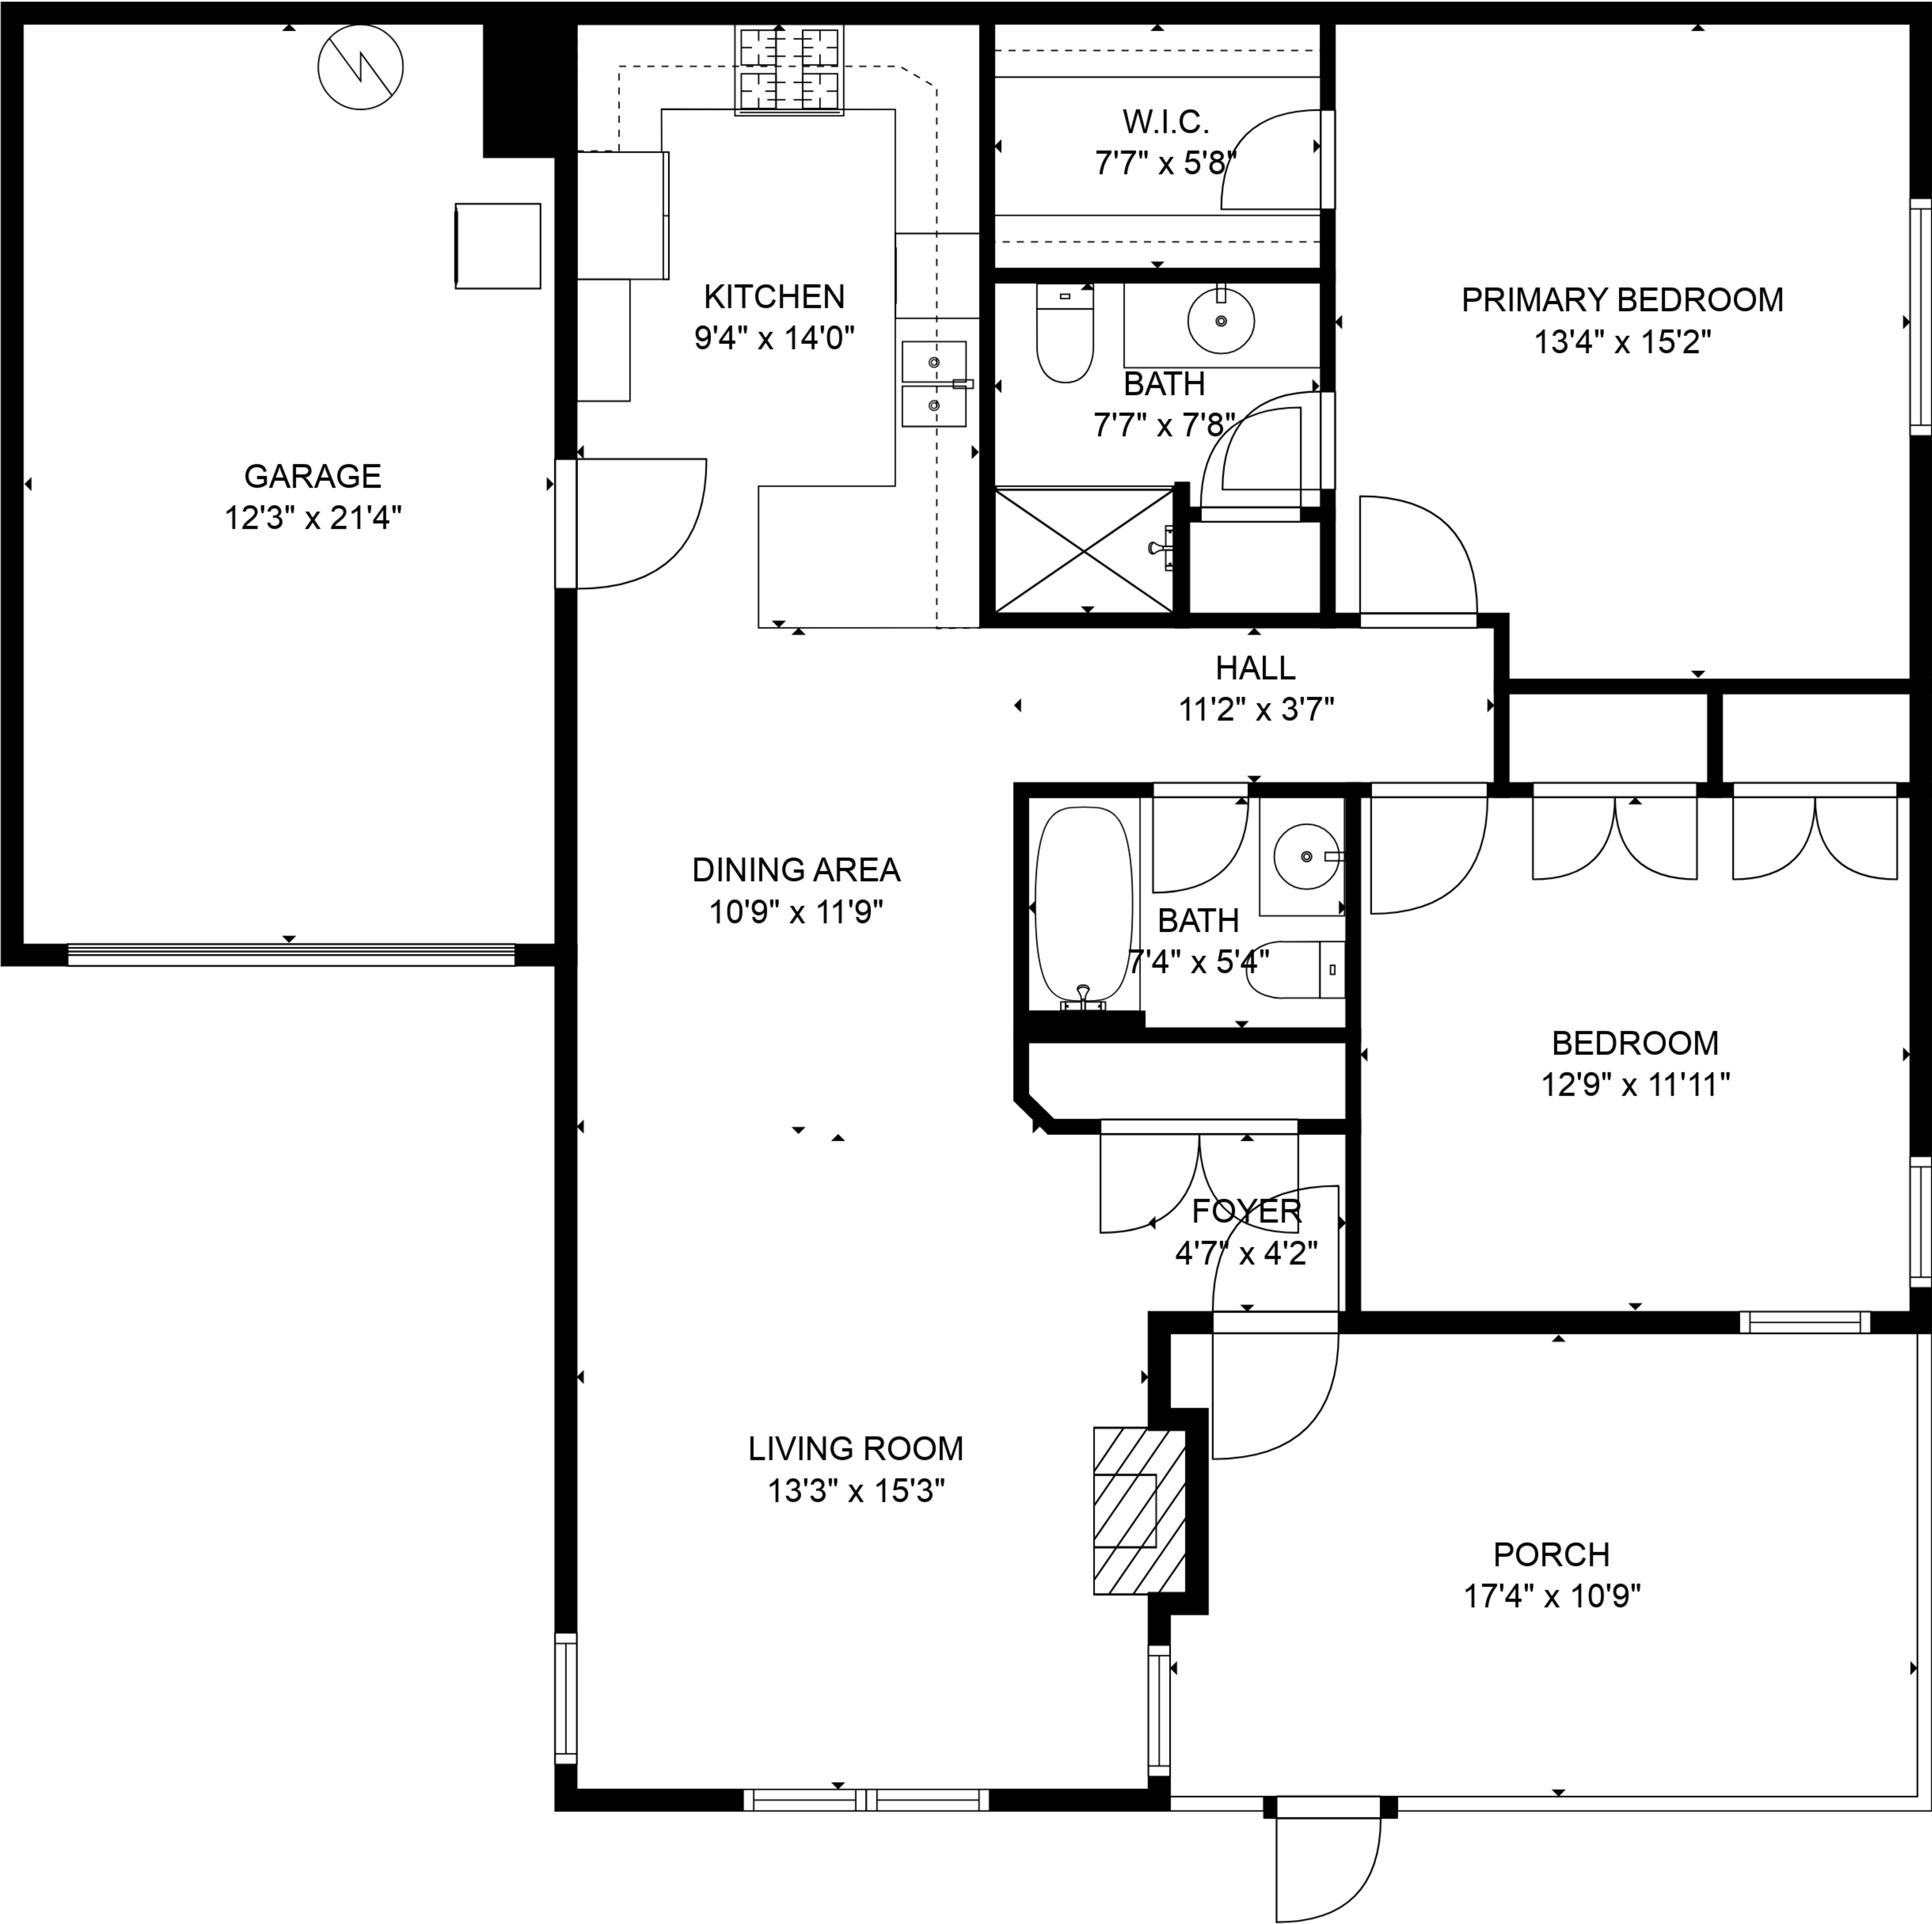 W.I.C.
7'7" x 5'8"
KITCHEN
9'4" x 14'0"
PRIMARY BEDROOM
13'4" x 15'2"
BATH
7'7" x 7'8"
GARAGE
12'3" x 21'4"
HALL
11'2" x 3'7"
DINING AREA
10'9" x 11'9"
BATH
7'4" x 5'4"
BEDROOM
12'9" x 11'11"
FOYER
4'7" x 4'2"
LIVING ROOM
13'3" x 15'3"
PORCH
17'4" x 10'9"